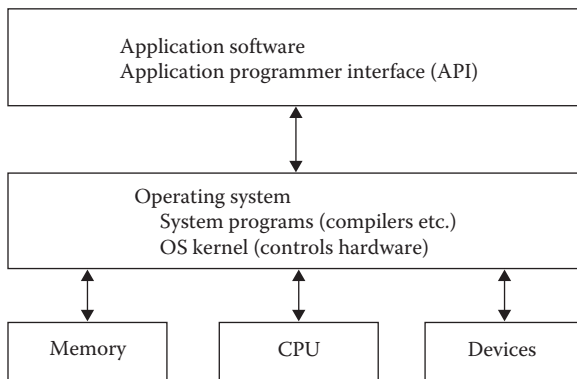 Application software
Application programmer interface (API)
Operating system
System programs (compilers etc.)
OS kernel (controls hardware)
Memory
CPU
Devices